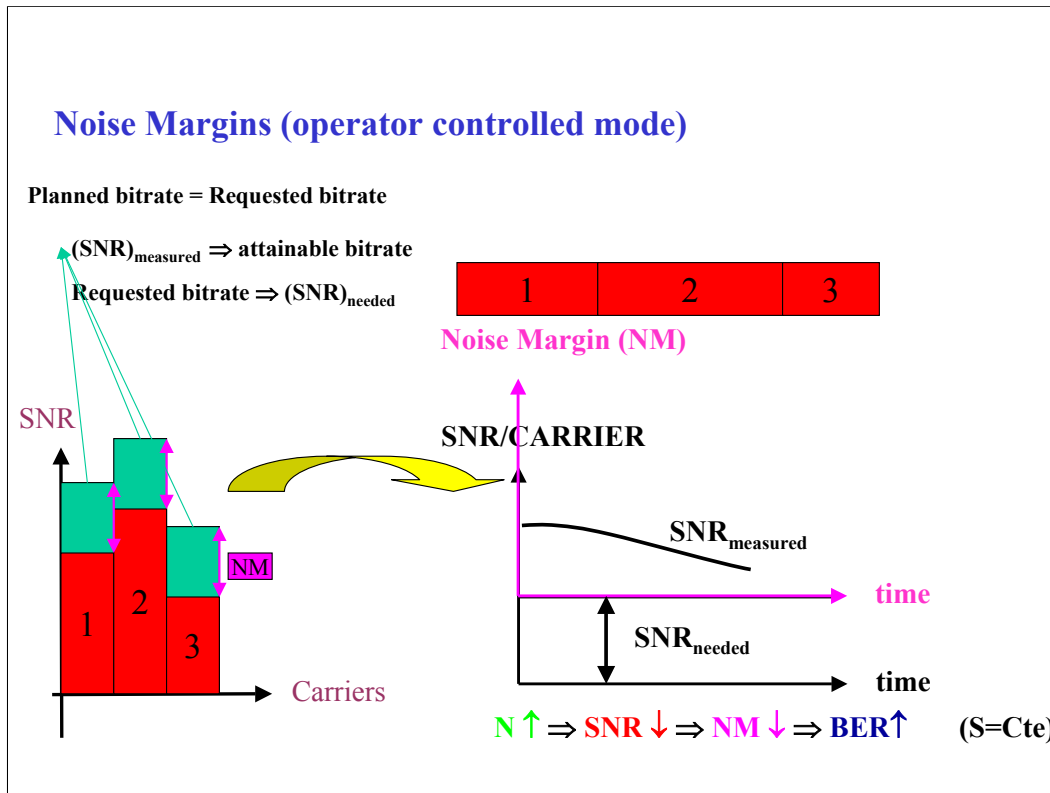 Noise Margins (operator controlled mode)
Planned bitrate = Requested bitrate
(SNR)measured ⇒ attainable bitrate
Requested bitrate ⇒ (SNR)needed
1 2 3
Noise Margin (NM)
SNR
SNR/CARRIER
SNRmeasured
NM
1 2 3
time
SNRneeded
Carriers
time
N ↑ ⇒ SNR ↓ ⇒ NM ↓ ⇒ BER↑ (S=Cte)